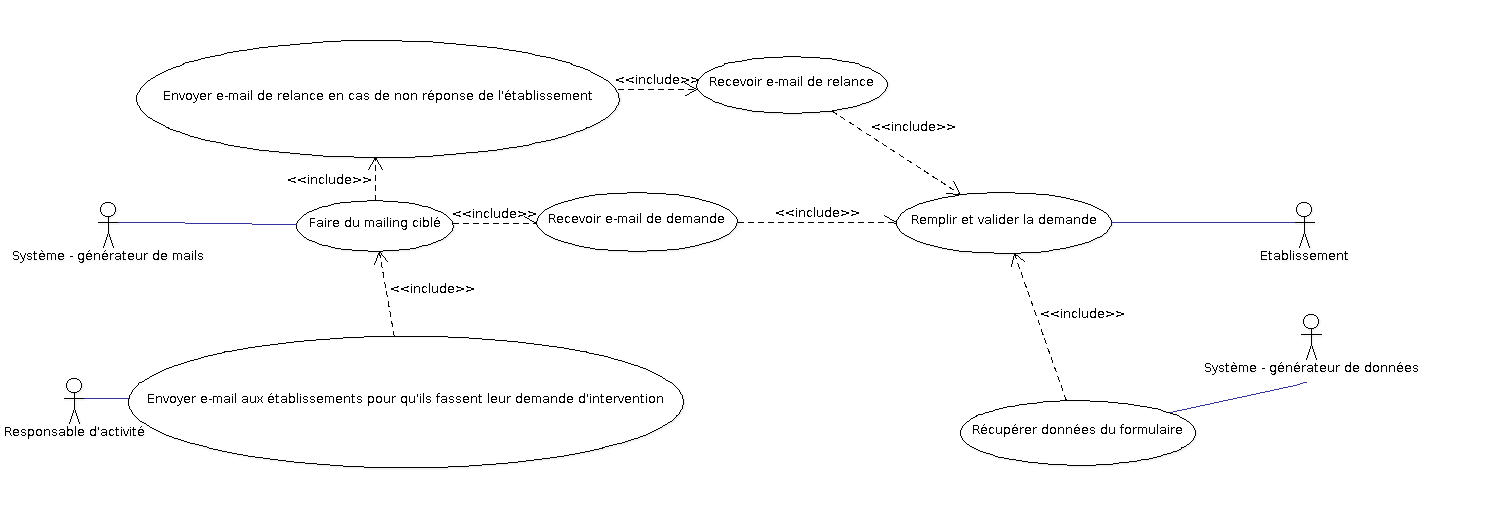 <<include>>
Recevoir e-mail de relance
Envoyer e-mail de relance en cas de non réponse de l'établissement
<<include>>
<<include>>
Faire du mailing ciblé
<<include>>
Recevoir e-mail de demande
<<include>>
Remplir et valider la demande
Système - générateur de mails
Etablissement
<<include>>
<<include>>
Système - générateur de données
Envoyer e-mail aux établissements pour qu'ils fassent leur demande d'intervention
Responsable d'activité
Récupérer données du formulaire